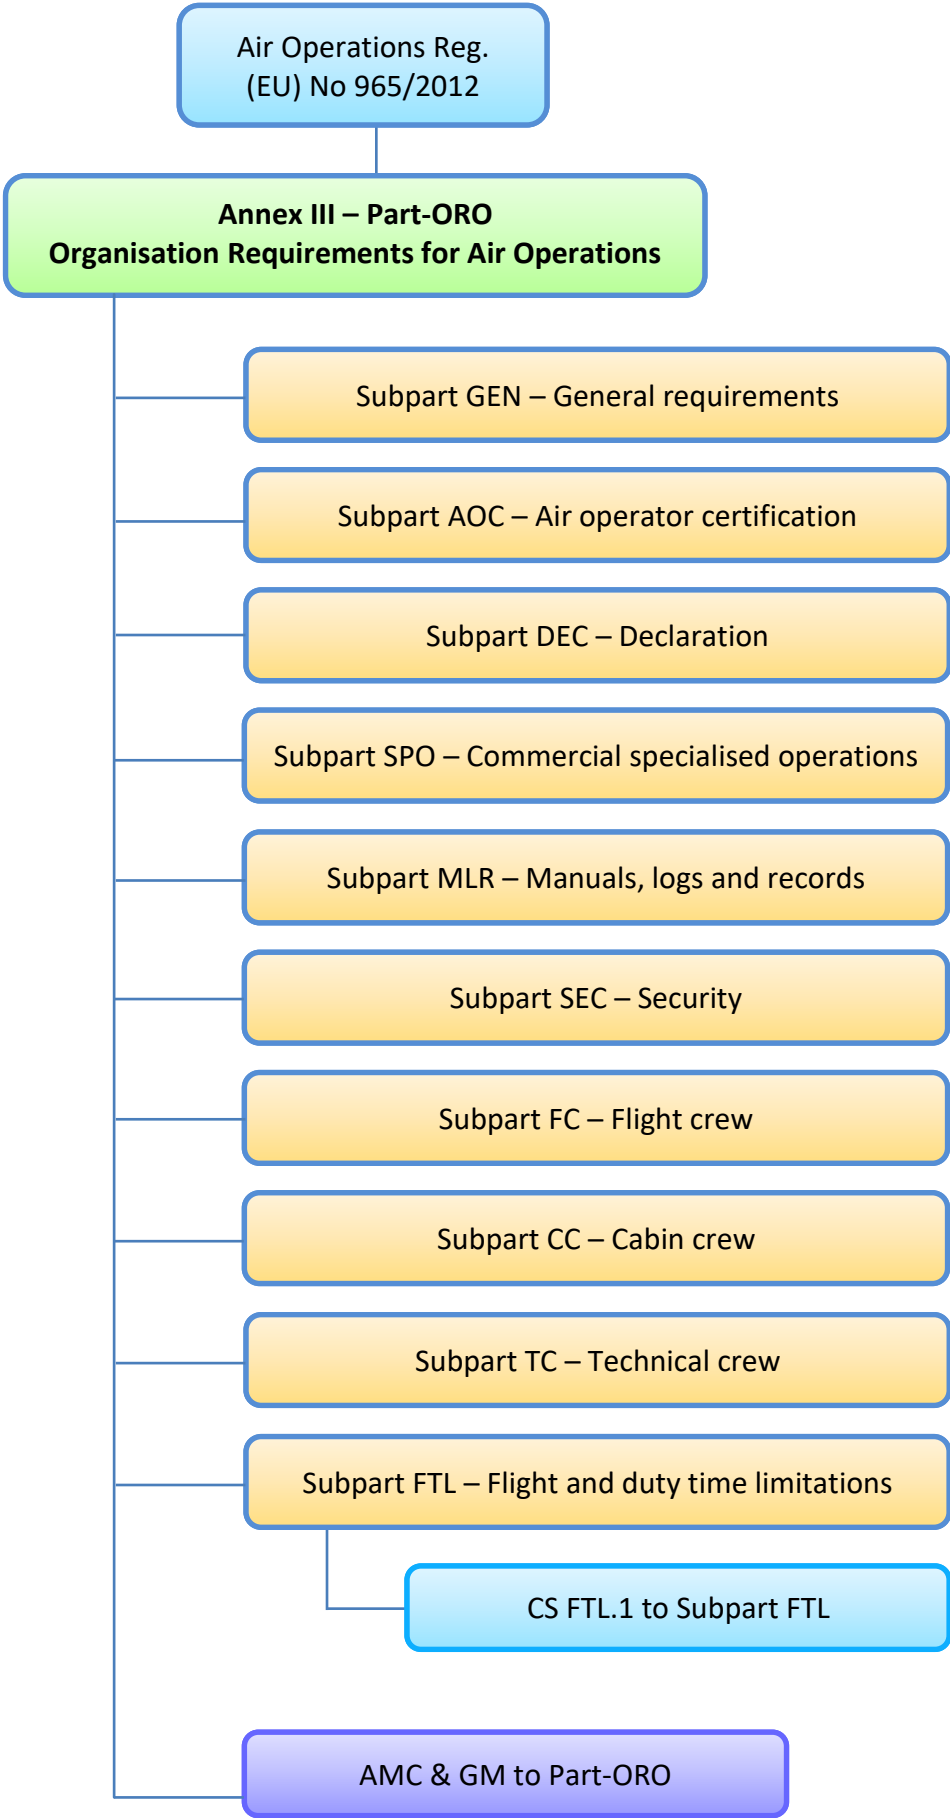 Air Operations Reg.
(EU) No 965/2012
Annex III – Part-ORO
Organisation Requirements for Air Operations
Subpart GEN – General requirements
Subpart AOC – Air operator certification
Subpart DEC – Declaration
Subpart SPO – Commercial specialised operations
Subpart MLR – Manuals, logs and records
Subpart SEC – Security
Subpart FC – Flight crew
Subpart CC – Cabin crew
Subpart TC – Technical crew
Subpart FTL – Flight and duty time limitations
CS FTL.1 to Subpart FTL
AMC & GM to Part-ORO